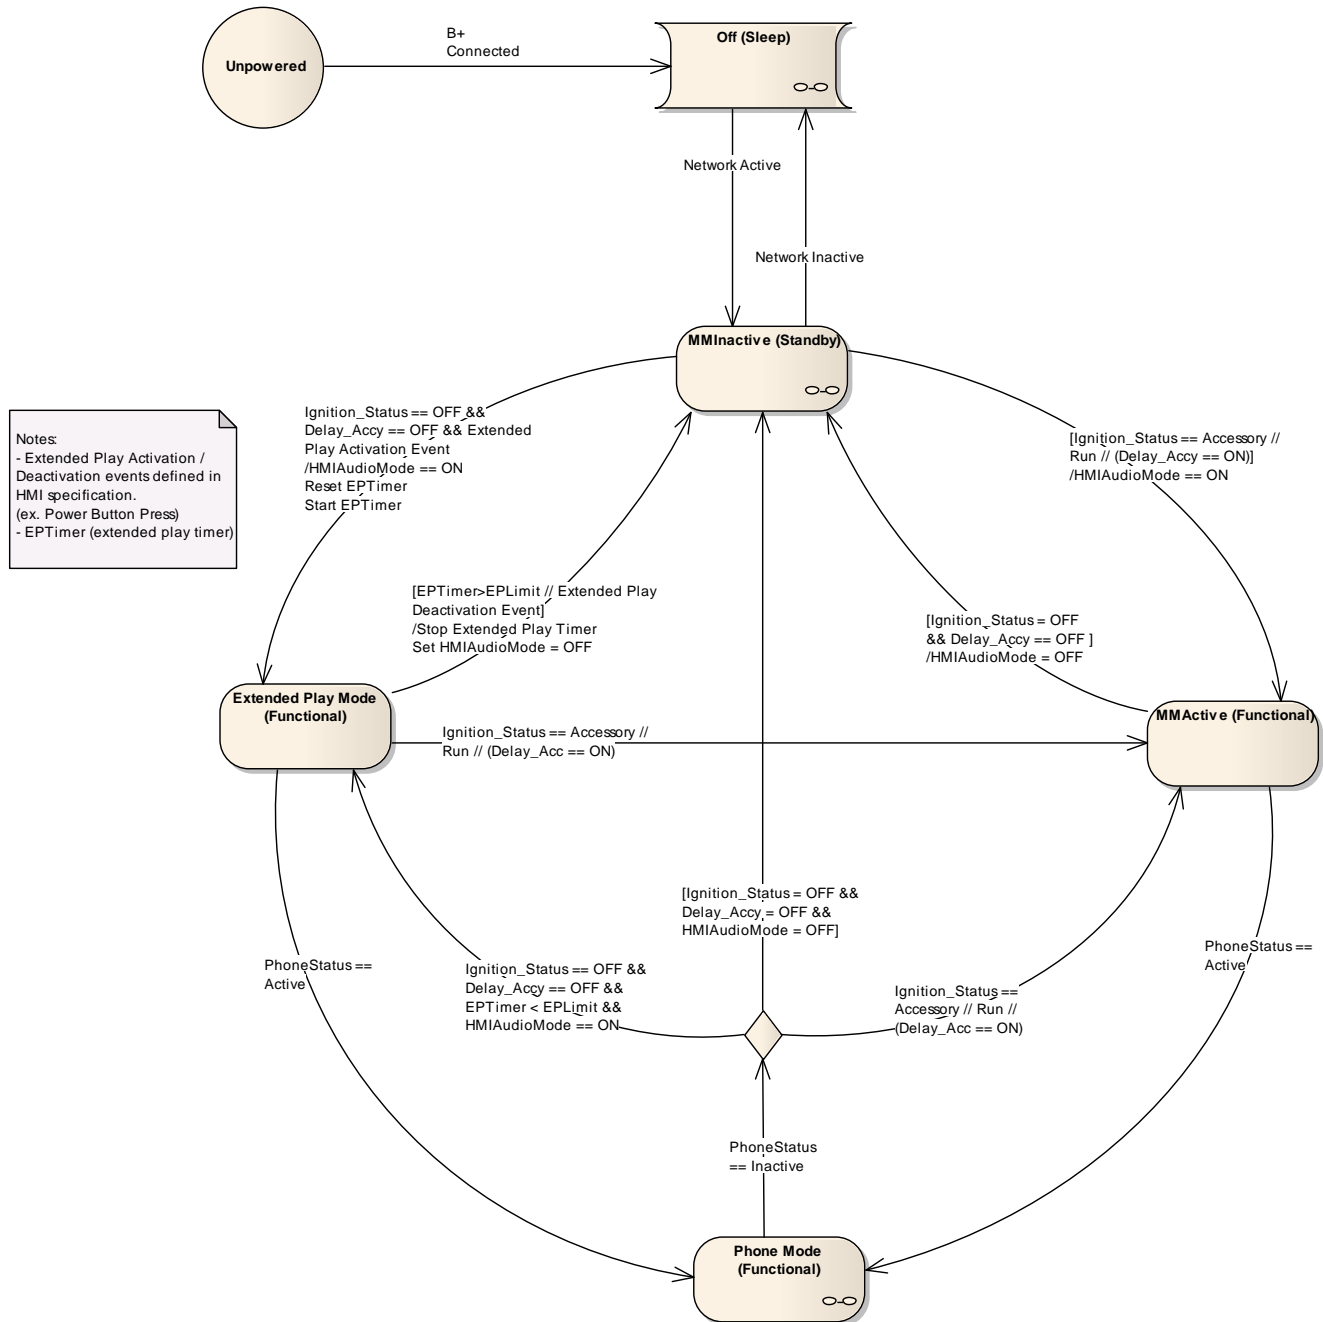 B+
Connected
Unpowered
Off (Sleep)
Network Active
Network Inactive
MMInactive (Standby)
Notes:
- Extended Play Activation /
Deactivation events defined in
HMI specification.
(ex. Power Button Press)
- EPTimer (extended play timer)
Ignition_Status == OFF &&
Delay_Accy == OFF && Extended
Play Activation Event
/HMIAudioMode == ON
Reset EPTimer
Start EPTimer
[Ignition_Status == Accessory //
Run // (Delay_Accy == ON)]
/HMIAudioMode == ON
[EPTimer>EPLimit // Extended Play
Deactivation Event]
/Stop Extended Play Timer
Set HMIAudioMode = OFF
[Ignition_Status = OFF
&& Delay_Accy == OFF ]
/HMIAudioMode = OFF
Extended Play Mode
(Functional)
MMActive (Functional)
Ignition_Status == Accessory //
Run // (Delay_Acc == ON)
[Ignition_Status = OFF &&
Delay_Accy = OFF &&
HMIAudioMode = OFF]
PhoneStatus ==
Active
Ignition_Status == OFF &&
Delay_Accy == OFF &&
EPTimer < EPLimit &&
HMIAudioMode == ON
Ignition_Status ==
Accessory // Run //
(Delay_Acc == ON)
PhoneStatus ==
Active
PhoneStatus
== Inactive
Phone Mode
(Functional)